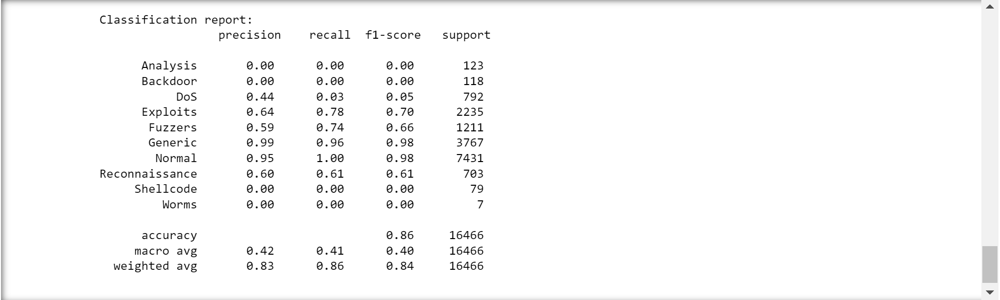 Classification report:
precision recall f1-score support
Analysis 0.00 0.00 0.00 123
Backdoor 0.00 0.00 0.00 118
DoS 0.44 0.03 0.05 792
Exploits 0.64 0.78 0.70 2235
Fuzzers 0.59 0.74 0.66 1211
Generic 0.99 0.96 0.98 3767
Normal 0.95 1.00 0.98 7431
Reconnaissance 0.60 0.61 0.61 703
Shellcode 0.00 0.00 0.00 79
Worms 0.00 0.00 0.00 7
accuracy 0.86 16466
macro avg 0.42 0.41 0.40 16466
weighted avg 0.83 0.86 0.84 16466